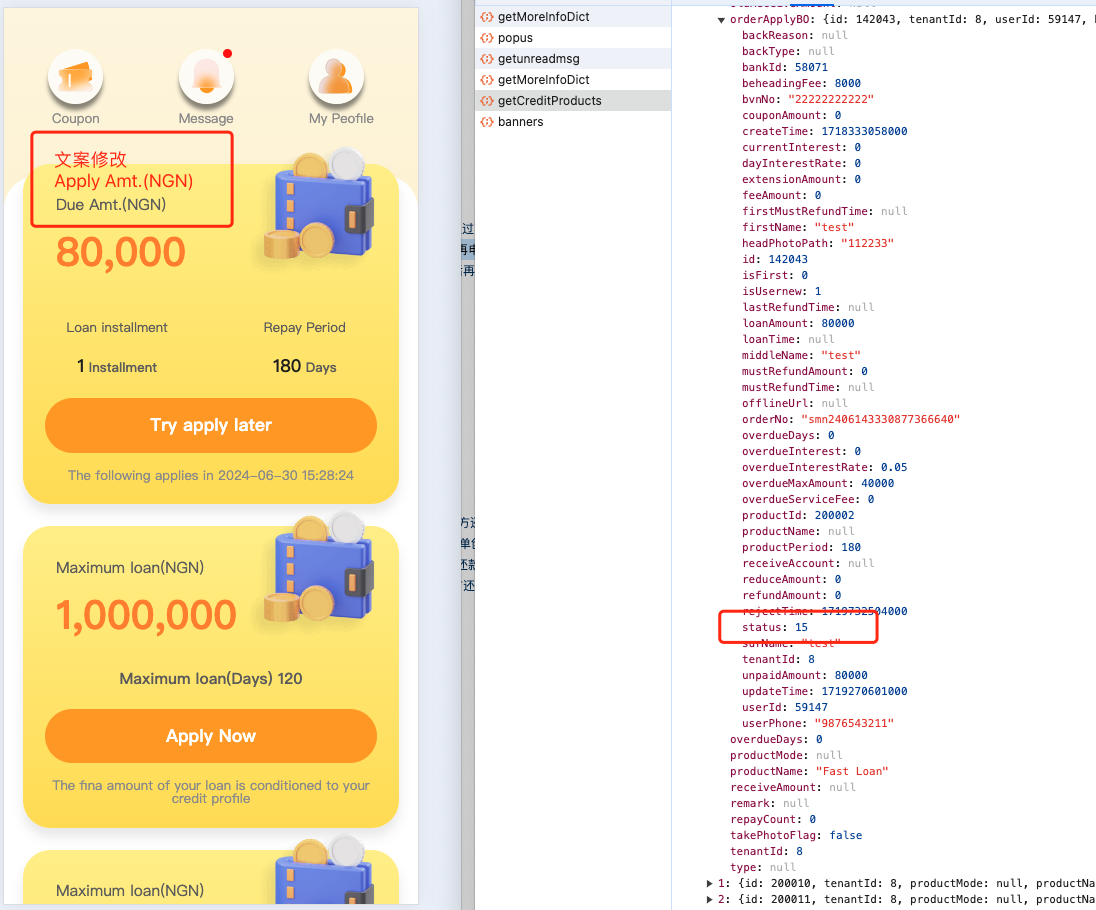 Coupon
Message
My Peofile
文案修改
Apply Amt.(NGN)
Due Amt.(NGN)
80,000
Loan installment
Repay Period
1 Installment
180 Days
Try apply later
The following applies in 2024-06-30 15:28:24
Maximum loan(NGN)
1,000,000
Maximum loan(Days) 120
Apply Now
The fina amount of your loan is conditioned to your
credit profile
Maximum loan(NGN)
getMoreInfoDict
popus
getunreadmsg
getMoreInfoDict
getCreditProducts
banners
orderApplyBO: {id: 142043, tenantId: 8, userId: 59147,
backReason: null
backType: null
bankId: 58071
beheadingFee: 8000
bvnNo: "22222222222"
couponAmount: 0
createTime: 1718333058000
currentInterest: 0
dayInterestRate: 0
extensionAmount: 0
feeAmount: 0
firstMustRefundTime: null
firstName: "test"
headPhotoPath: "112233"
id: 142043
isFirst: 0
isUsernew: 1
lastRefundTime: null
loanAmount: 80000
loanTime: null
middleName: "test"
mustRefundAmount: 0
mustRefundTime: null
offlineUrl: null
orderNo: "smn2406143330877366640"
overdueDays: 0
overdueInterest: 0
overdueInterestRate: 0.05
overdueMaxAmount: 40000
overdueServiceFee: 0
productId: 200002
productName: null
productPeriod: 180
receiveAccount: null
reduceAmount: 0
refundAmount: 0
rejectTime: 1719732504000
status: 15
surName: "test"
tenantId: 8
unpaidAmount: 80000
updateTime: 1719270601000
userId: 59147
userPhone: "9876543211"
overdueDays: 0
productMode: null
productName: "Fast Loan"
receiveAmount: null
remark: null
repayCount: 0
takePhotoFlag: false
tenantId: 8
type: null
1: {id: 200010, tenantId: 8, productMode: null, productNa
2: {id: 200011, tenantId: 8, productMode: null, productNa